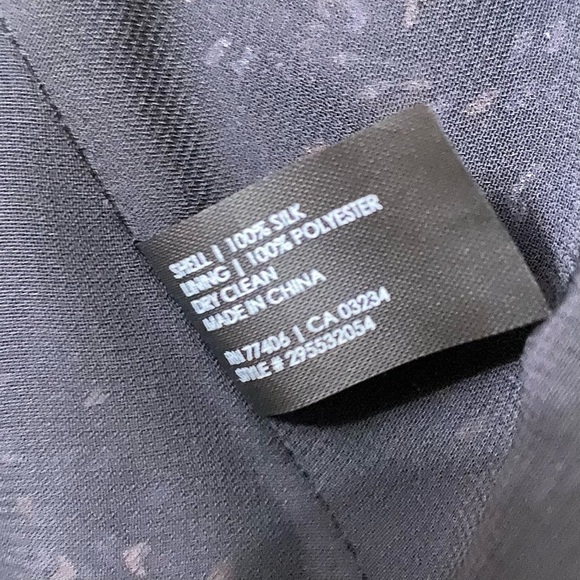 SHELL | 100% SILK
LINING | 100% POLYESTER
DRY CLEAN
MADE IN CHINA
RN 77406 | CA 03234
STYLE # 295532054